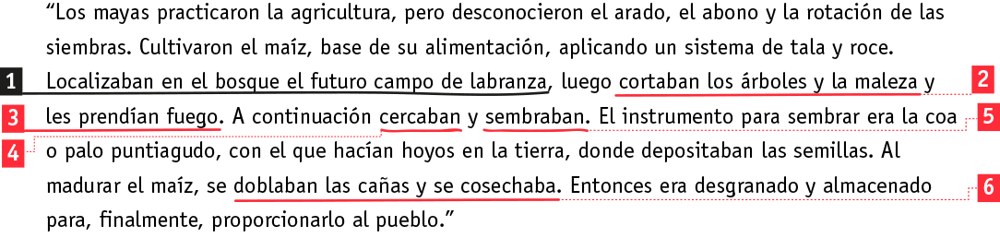 “Los mayas practicaron la agricultura, pero desconocieron el arado, el abono y la rotación de las
siembras. Cultivaron el maíz, base de su alimentación, aplicando un sistema de tala y roce.
1 Localizaban en el bosque el futuro campo de labranza, luego cortaban los árboles y la maleza y 2
3 les prendían fuego. A continuación cercaban y sembraban. El instrumento para sembrar era la coa 5
4 o palo puntiagudo, con el que hacían hoyos en la tierra, donde depositaban las semillas. Al
madurar el maíz, se doblaban las cañas y se cosechaba. Entonces era desgranado y almacenado 6
para, finalmente, proporcionarlo al pueblo.”